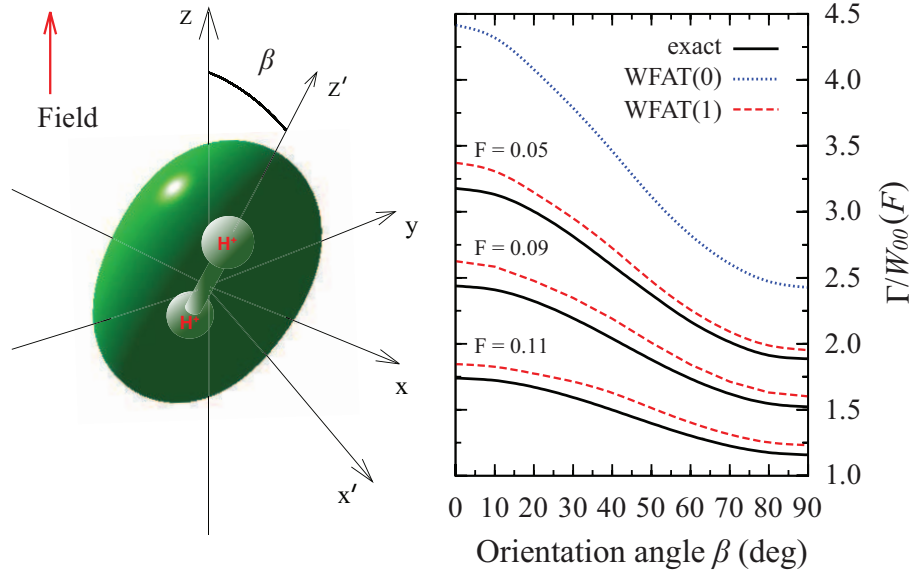 Field
z
β
z′
y
x
x′
H⁺
H⁺
exact
WFAT(0)
WFAT(1)
F = 0.05
F = 0.09
F = 0.11
4.5
4.0
3.5
3.0
2.5
2.0
1.5
1.0
Γ/W₀₀(F)
0 10 20 30 40 50 60 70 80 90
Orientation angle β (deg)